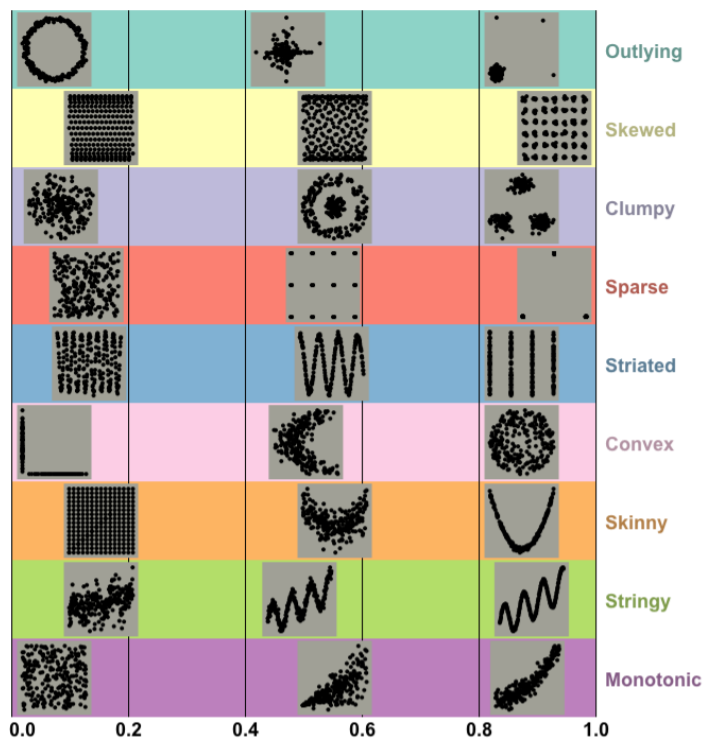 Outlying
Skewed
Clumpy
Sparse
Striated
Convex
Skinny
Stringy
Monotonic
0.0 0.2 0.4 0.6 0.8 1.0